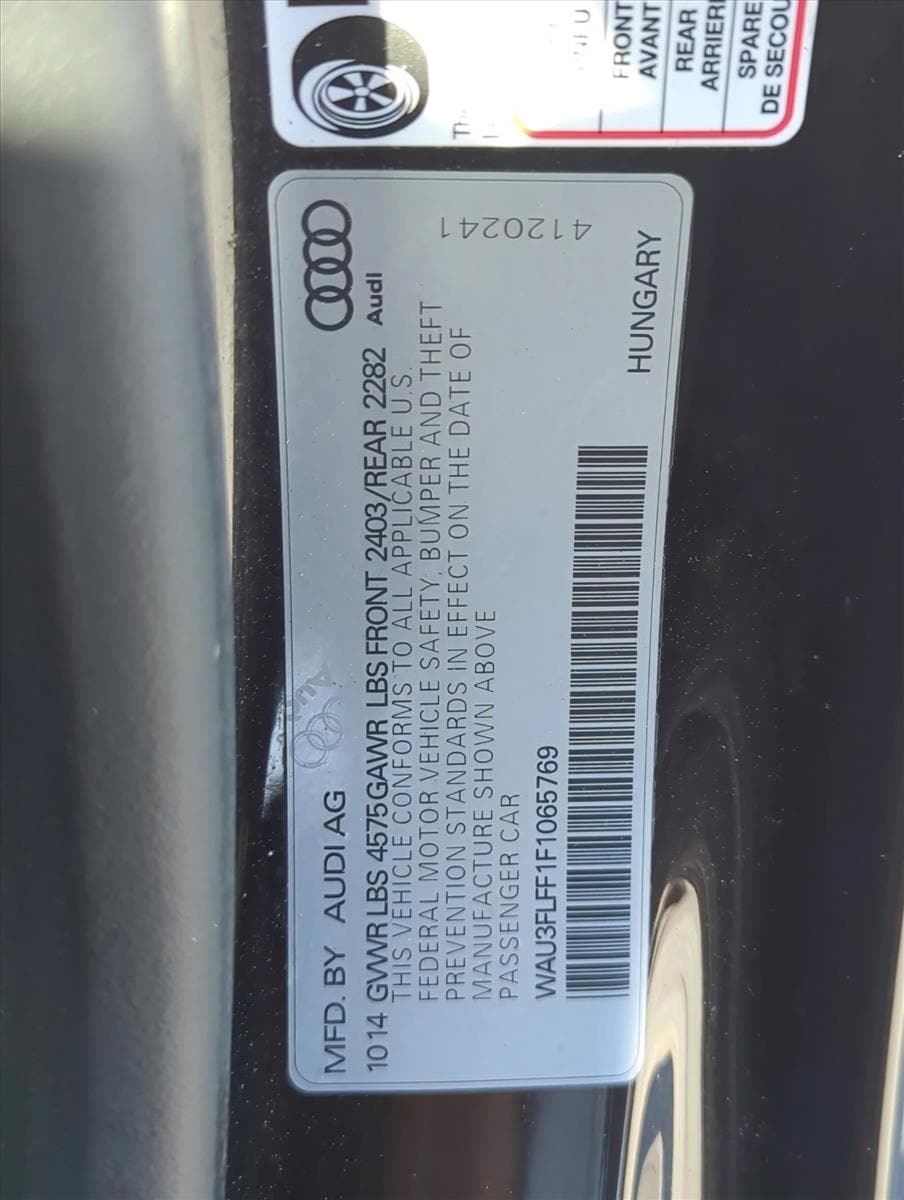 FRONT
AVANT
REAR
ARRIERE
SPARE
DE SECOU
MFD. BY AUDI AG
Audi
1014 GVWR LBS 4575GAWR LBS FRONT 2403/REAR 2282
THIS VEHICLE CONFORMS TO ALL APPLICABLE U.S.
FEDERAL MOTOR VEHICLE SAFETY, BUMPER AND THEFT
PREVENTION STANDARDS IN EFFECT ON THE DATE OF
MANUFACTURE SHOWN ABOVE
PASSENGER CAR
WAU3FLFF1F1065769
HUNGARY
4120241